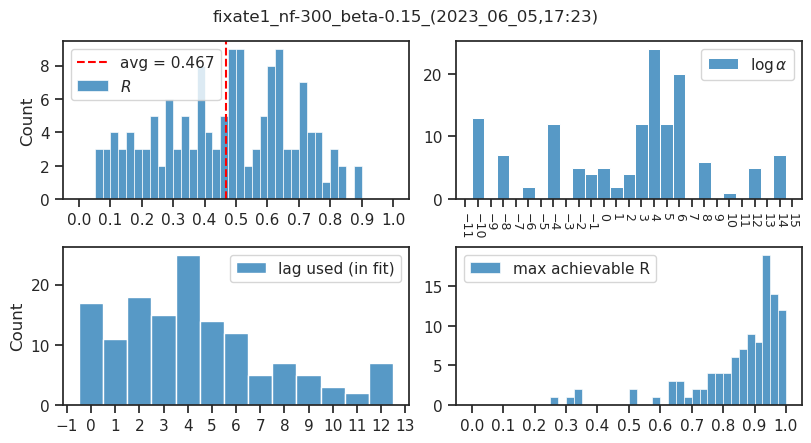 fixate1_nf-300_beta-0.15_(2023_06_05,17:23)
avg = 0.467
R
Count
0
2
4
6
8
0.0 0.1 0.2 0.3 0.4 0.5 0.6 0.7 0.8 0.9 1.0
log α
0
10
20
−11 −10 −9 −8 −7 −6 −5 −4 −3 −2 −1 0 1 2 3 4 5 6 7 8 9 10 11 12 13 14 15
lag used (in fit)
Count
0
10
20
−1 0 1 2 3 4 5 6 7 8 9 10 11 12 13
max achievable R
0
5
10
15
0.0 0.1 0.2 0.3 0.4 0.5 0.6 0.7 0.8 0.9 1.0